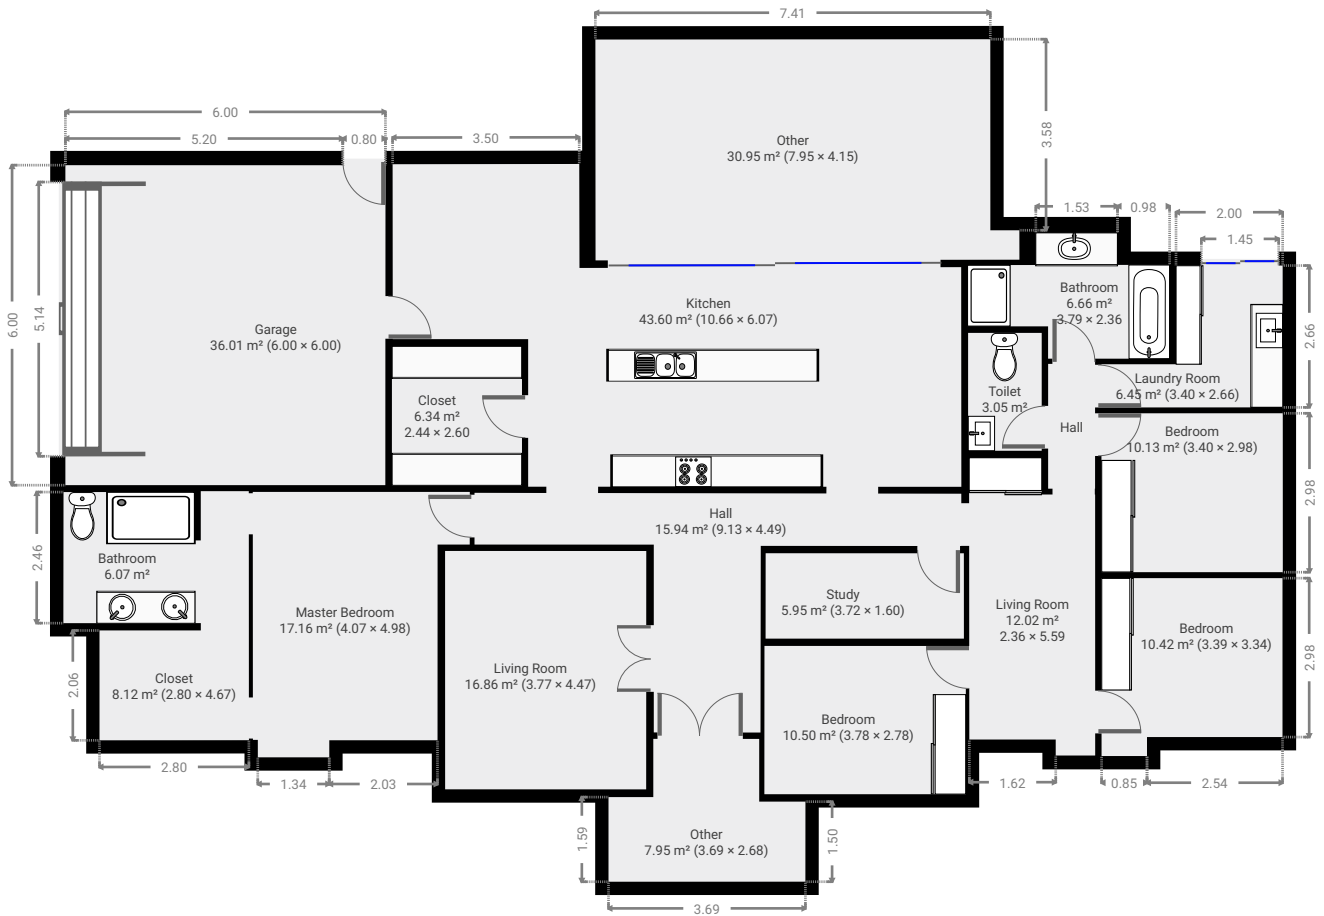 7.41
6.00
5.20
0.80
3.50
3.58
Other
30.95 m² (7.95 × 4.15)
1.53
0.98
2.00
1.45
6.00
5.14
Garage
36.01 m² (6.00 × 6.00)
Kitchen
43.60 m² (10.66 × 6.07)
Bathroom
6.66 m²
3.79 × 2.36
2.66
Closet
6.34 m²
2.44 × 2.60
Toilet
3.05 m²
Laundry Room
6.45 m² (3.40 × 2.66)
Hall
Bedroom
10.13 m² (3.40 × 2.98)
2.98
Hall
15.94 m² (9.13 × 4.49)
2.46
Bathroom
6.07 m²
Master Bedroom
17.16 m² (4.07 × 4.98)
Study
5.95 m² (3.72 × 1.60)
Living Room
12.02 m²
2.36 × 5.59
Bedroom
10.42 m² (3.39 × 3.34)
2.98
2.06
Closet
8.12 m² (2.80 × 4.67)
Living Room
16.86 m² (3.77 × 4.47)
Bedroom
10.50 m² (3.78 × 2.78)
2.80
1.34
2.03
1.62
0.85
2.54
1.59
Other
7.95 m² (3.69 × 2.68)
1.50
3.69